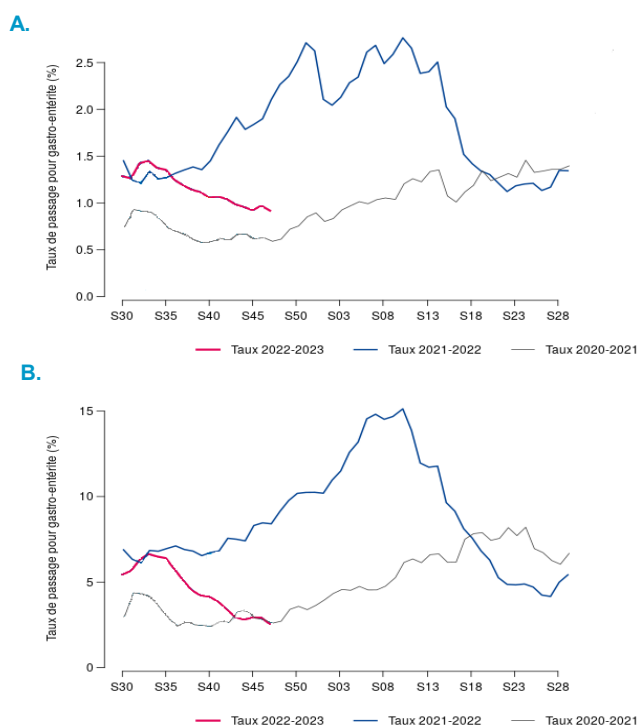 A.
Taux de passage pour gastro-entérite (%)
2.5
2.0
1.5
1.0
0.5
0.0
S30 S35 S40 S45 S50 S03 S08 S13 S18 S23 S28
Taux 2022-2023 Taux 2021-2022 Taux 2020-2021
B.
Taux de passage pour gastro-entérite (%)
15
10
5
0
S30 S35 S40 S45 S50 S03 S08 S13 S18 S23 S28
Taux 2022-2023 Taux 2021-2022 Taux 2020-2021